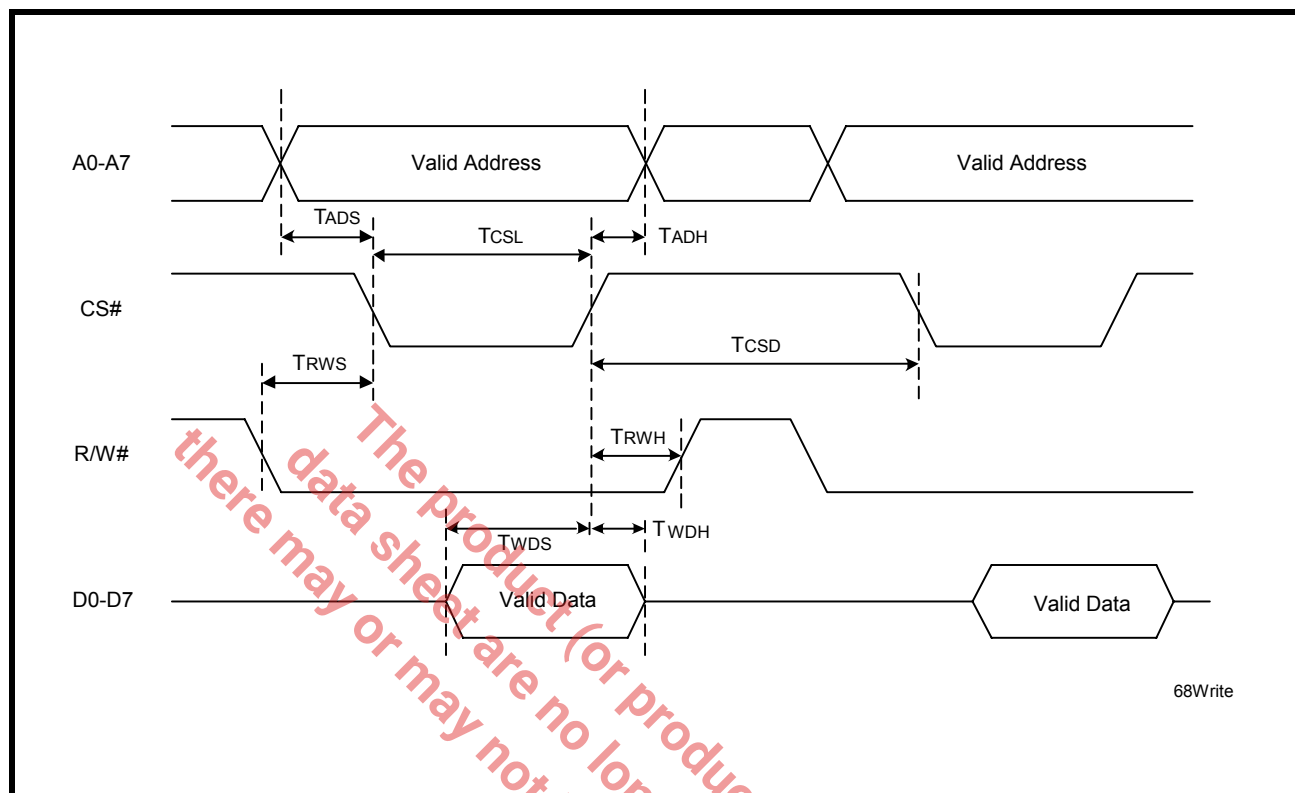 A0-A7
Valid Address
Valid Address
TADS
TCSL
TADH
CS#
TCSD
TRWS
R/W#
TRWH
TWDS
TWDH
D0-D7
Valid Data
Valid Data
68Write
The product (or produc
data sheet are no lon
there may or may not